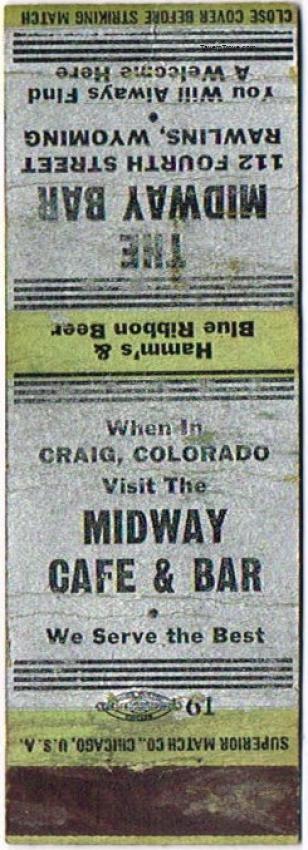 TavernTrove.com
CLOSE COVER BEFORE STRIKING MATCH
THE
MIDWAY BAR
112 FOURTH STREET
RAWLINS, WYOMING
•
You Will Always Find
A Welcome Here
Hamm's &
Blue Ribbon Beer
When In
CRAIG, COLORADO
Visit The
MIDWAY
CAFE & BAR
•
We Serve the Best
61
SUPERIOR MATCH CO., CHICAGO, U.S.A.